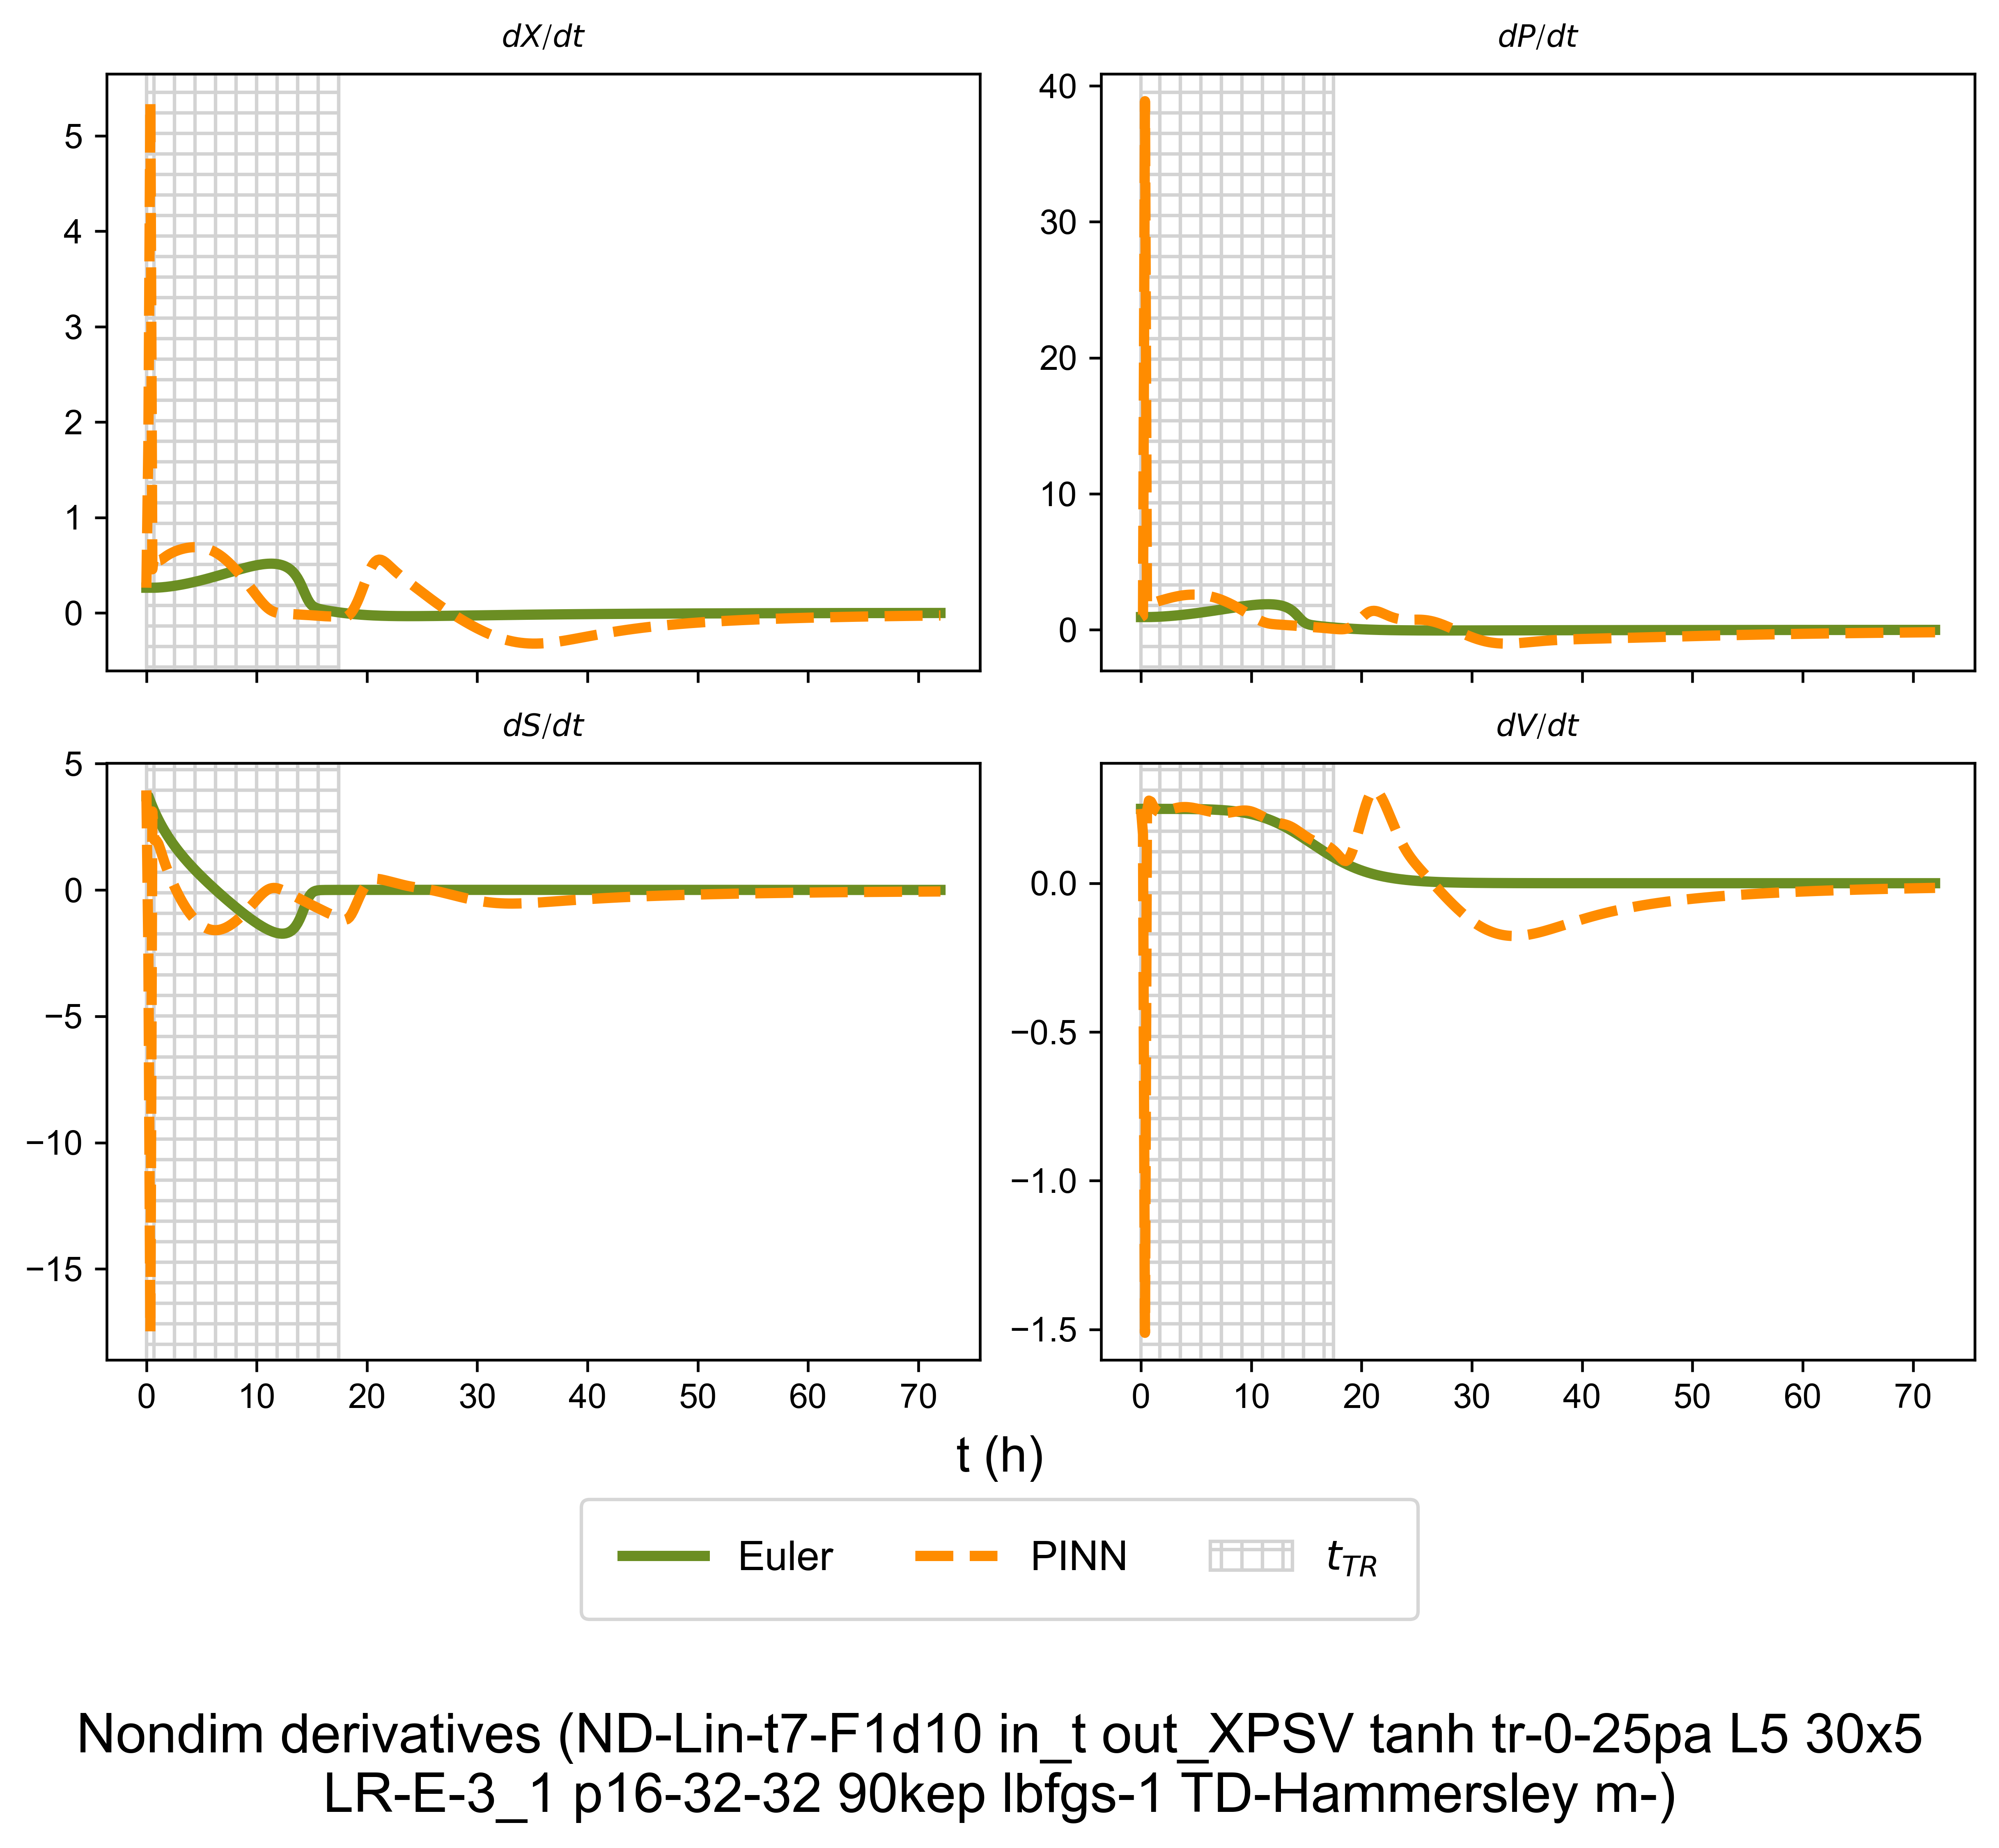 dX/dt
dP/dt
5
4
3
2
1
0
40
30
20
10
0
dS/dt
dV/dt
5
0
−5
−10
−15
0.0
−0.5
−1.0
−1.5
0 10 20 30 40 50 60 70
0 10 20 30 40 50 60 70
t (h)
Euler PINN t_TR
Nondim derivatives (ND-Lin-t7-F1d10 in_t out_XPSV tanh tr-0-25pa L5 30x5
LR-E-3_1 p16-32-32 90kep lbfgs-1 TD-Hammersley m-)